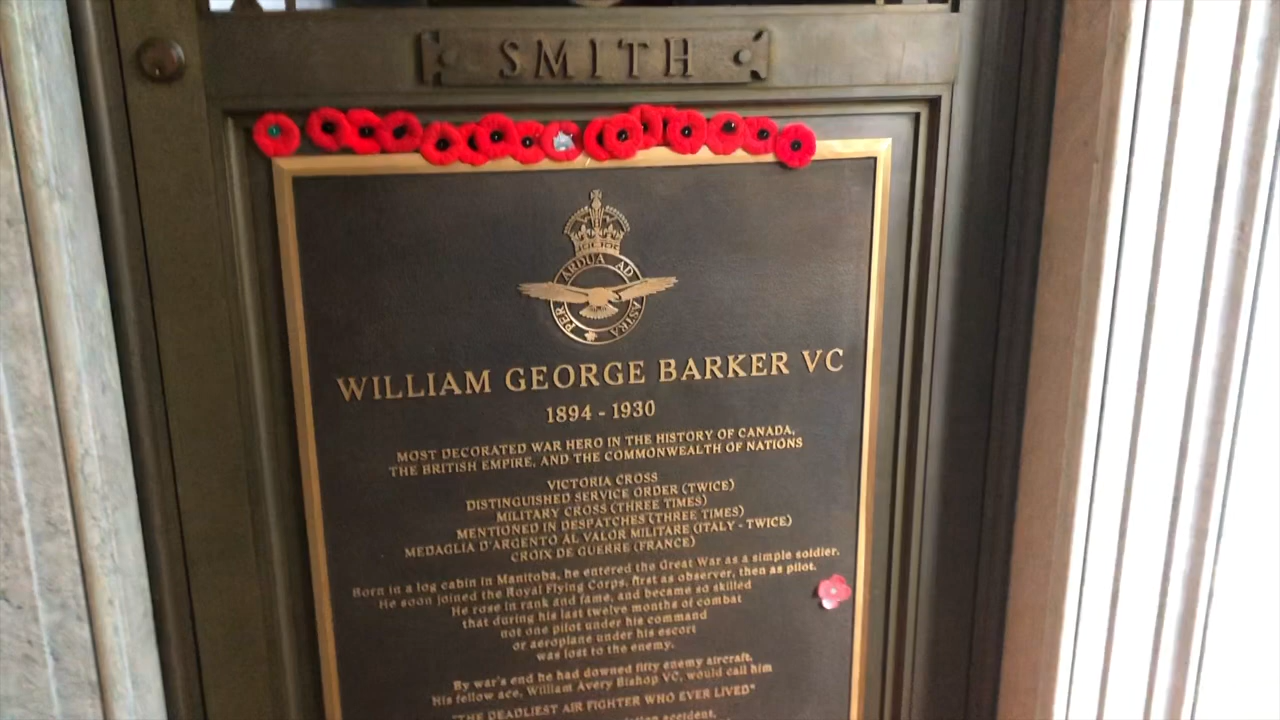 SMITH
PER ARDUA AD ASTRA
WILLIAM GEORGE BARKER VC
1894 - 1930
MOST DECORATED WAR HERO IN THE HISTORY OF CANADA,
THE BRITISH EMPIRE, AND THE COMMONWEALTH OF NATIONS
VICTORIA CROSS
DISTINGUISHED SERVICE ORDER (TWICE)
MILITARY CROSS (THREE TIMES)
MENTIONED IN DESPATCHES (THREE TIMES)
MEDAGLIA D'ARGENTO AL VALOR MILITARE (ITALY - TWICE)
CROIX DE GUERRE (FRANCE)
Born in a log cabin in Manitoba, he entered the Great War as a simple soldier.
He soon joined the Royal Flying Corps, first as observer, then as pilot.
He rose in rank and fame, and became so skilled
that during his last twelve months of combat
not one pilot under his command
or aeroplane under his escort
was lost to the enemy.
By war's end he had downed fifty enemy aircraft.
His fellow ace, William Avery Bishop VC, would call him
"THE DEADLIEST AIR FIGHTER WHO EVER LIVED"
accident.